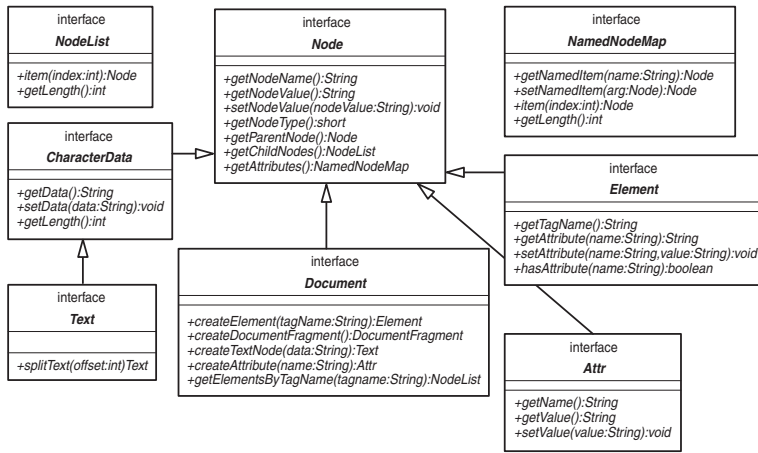 interface
NodeList
+item(index:int):Node
+getLength():int
interface
Node
+getNodeName():String
+getNodeValue():String
+setNodeValue(nodeValue:String):void
+getNodeType():short
+getParentNode():Node
+getChildNodes():NodeList
+getAttributes():NamedNodeMap
interface
NamedNodeMap
+getNamedItem(name:String):Node
+setNamedItem(arg:Node):Node
+item(index:int):Node
+getLength():int
interface
CharacterData
+getData():String
+setData(data:String):void
+getLength():int
interface
Element
+getTagName():String
+getAttribute(name:String):String
+setAttribute(name:String,value:String):void
+hasAttribute(name:String):boolean
interface
Text
+splitText(offset:int)Text
interface
Document
+createElement(tagName:String):Element
+createDocumentFragment():DocumentFragment
+createTextNode(data:String):Text
+createAttribute(name:String):Attr
+getElementsByTagName(tagname:String):NodeList
interface
Attr
+getName():String
+getValue():String
+setValue(value:String):void